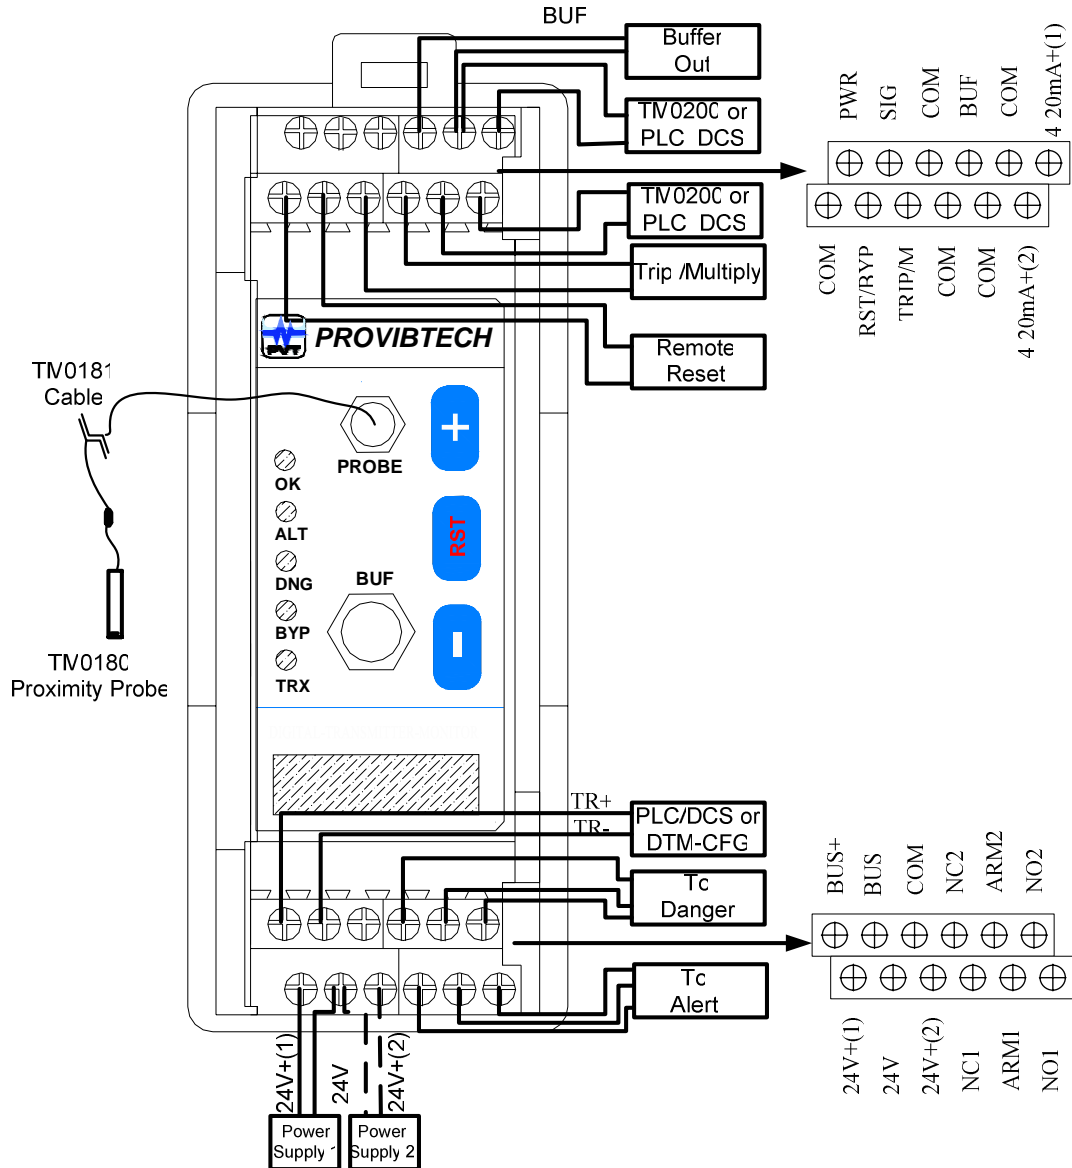 BUF
Buffer
Out
TM0200 or
PLC DCS
TM0200 or
PLC DCS
Trip /Multiply
Remote
Reset
PWR
SIG
COM
BUF
COM
4 20mA+(1)
COM
RST/BYP
TRIP/M
COM
COM
4 20mA+(2)
PVT
PROVIBTECH
TM0181
Cable
PROBE
+
OK
ALT
RST
DNG
BUF
BYP
-
TRX
TM0180
Proximity Probe
TR+
TR-
PLC/DCS or
DTM-CFG
To
Danger
To
Alert
BUS+
BUS
COM
NC2
ARM2
NO2
24V+(1)
24V
24V+(2)
NC1
ARM1
NO1
24V+(1)
24V
24V+(2)
Power
Supply 1
Power
Supply 2